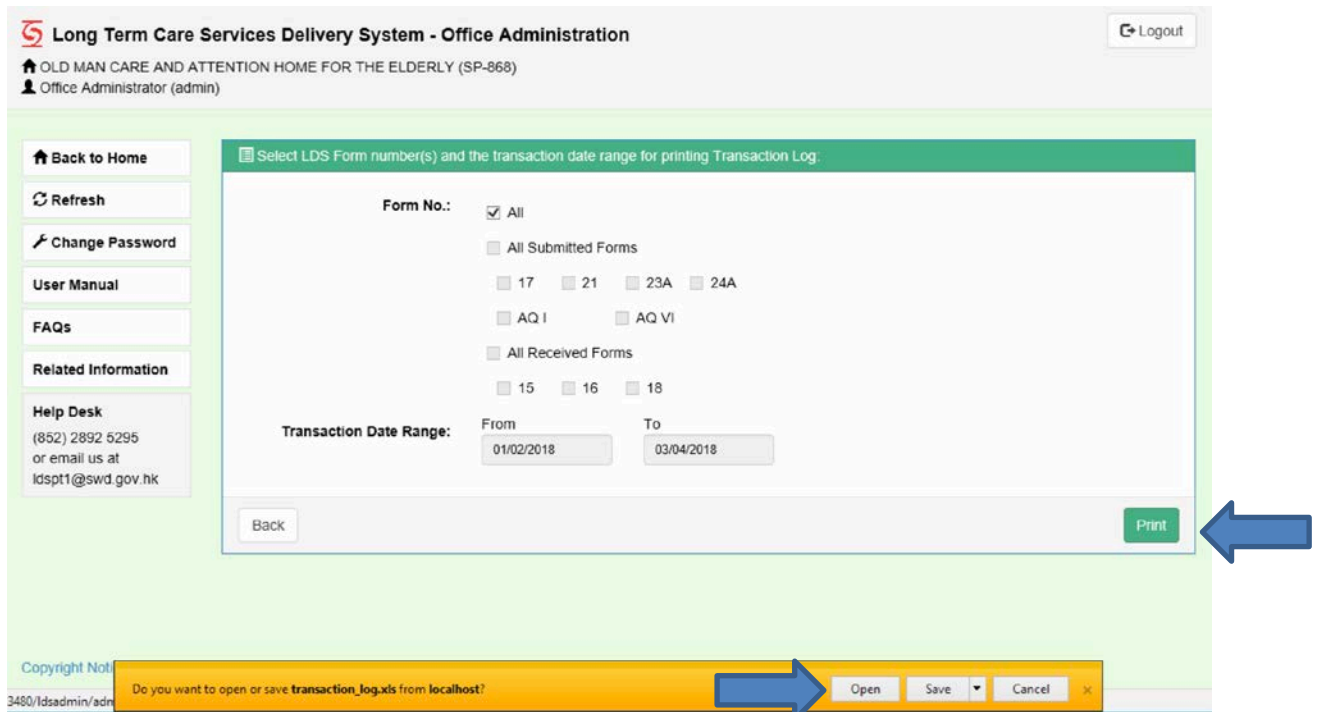 Long Term Care Services Delivery System - Office Administration
Logout
OLD MAN CARE AND ATTENTION HOME FOR THE ELDERLY (SP-868)
Office Administrator (admin)
Back to Home
Refresh
Change Password
User Manual
FAQs
Related Information
Help Desk
(852) 2892 5295
or email us at
ldspt1@swd.gov.hk
Select LDS Form number(s) and the transaction date range for printing Transaction Log:
Form No.:
All
All Submitted Forms
17 21 23A 24A
AQ I AQ VI
All Received Forms
15 16 18
Transaction Date Range:
From To
01/02/2018 03/04/2018
Back Print
Copyright Noti
Do you want to open or save transaction_log.xls from localhost?
Open Save Cancel ×
3480/ldsadmin/adn